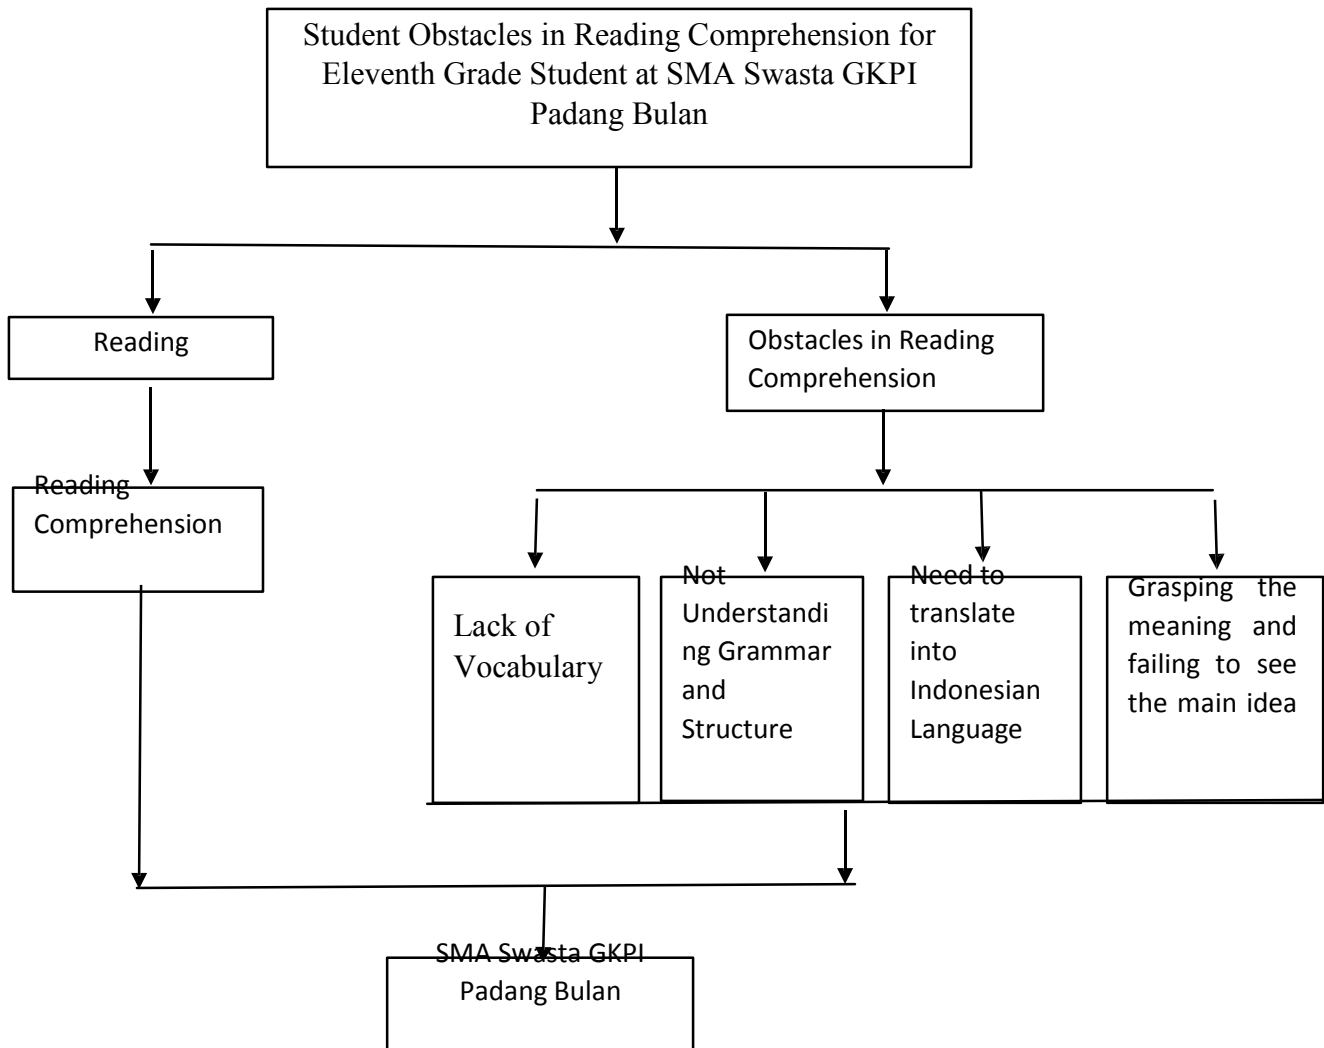 Student Obstacles in Reading Comprehension for
Eleventh Grade Student at SMA Swasta GKPI
Padang Bulan
Reading
Obstacles in Reading
Comprehension
Reading
Comprehension
Lack of
Vocabulary
Not
Understandi
ng Grammar
and
Structure
Need to
translate
into
Indonesian
Language
Grasping the
meaning and
failing to see
the main idea
SMA Swasta GKPI
Padang Bulan